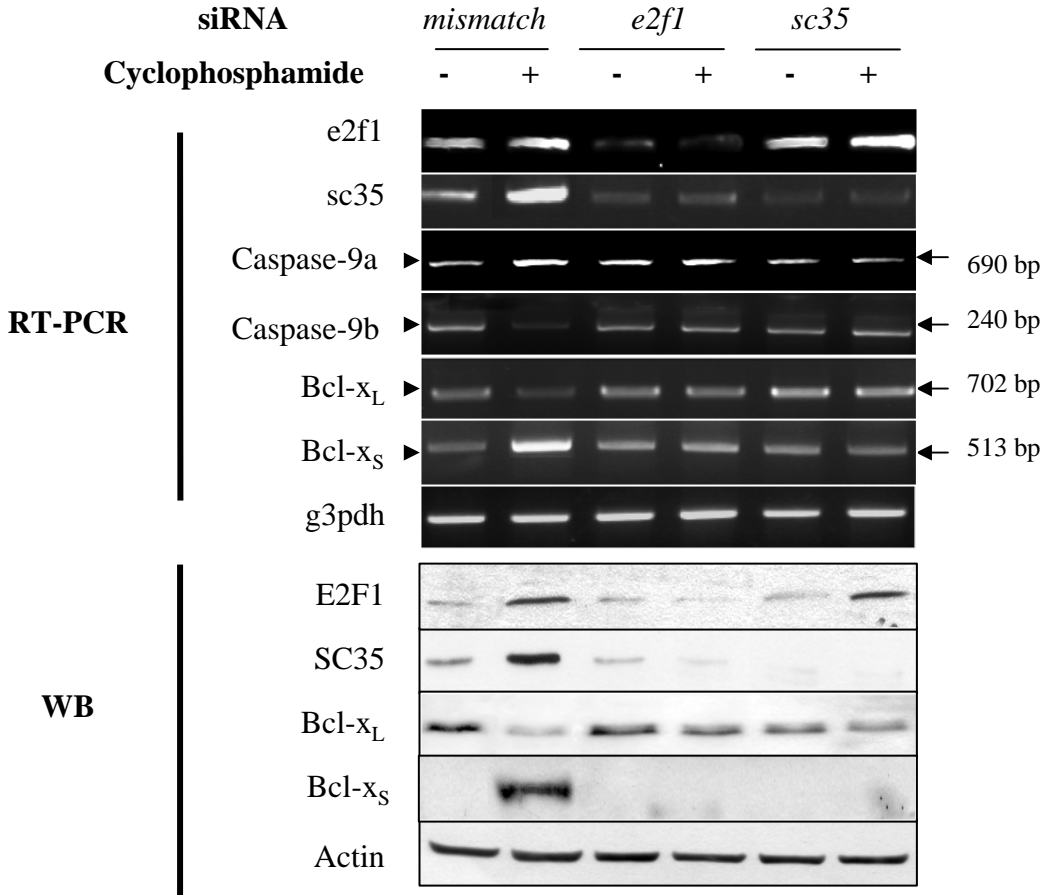 siRNA mismatch e2f1 sc35
Cyclophosphamide - + - + - +
e2f1
sc35
Caspase-9a 690 bp
RT-PCR
Caspase-9b 240 bp
Bcl-xL 702 bp
Bcl-xS 513 bp
g3pdh
E2F1
SC35
WB
Bcl-xL
Bcl-xS
Actin